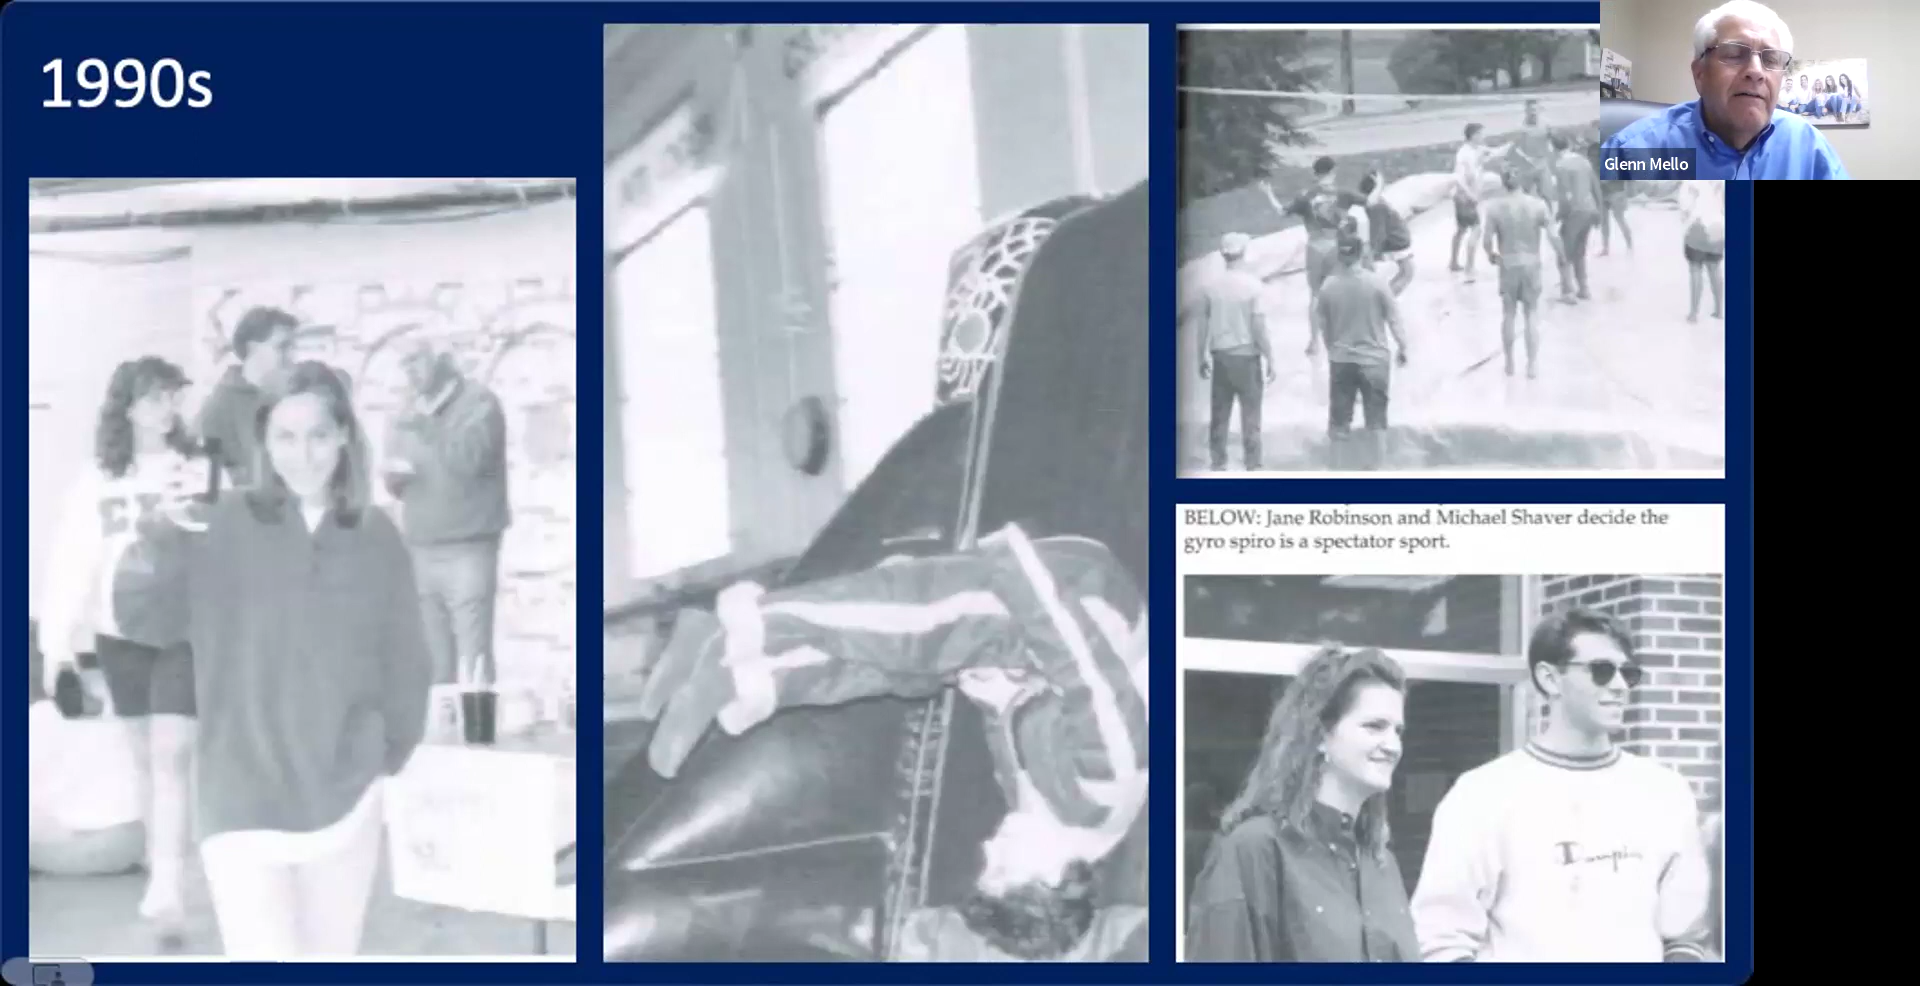 1990s
Glenn Mello
BELOW: Jane Robinson and Michael Shaver decide the
gyro spiro is a spectator sport.